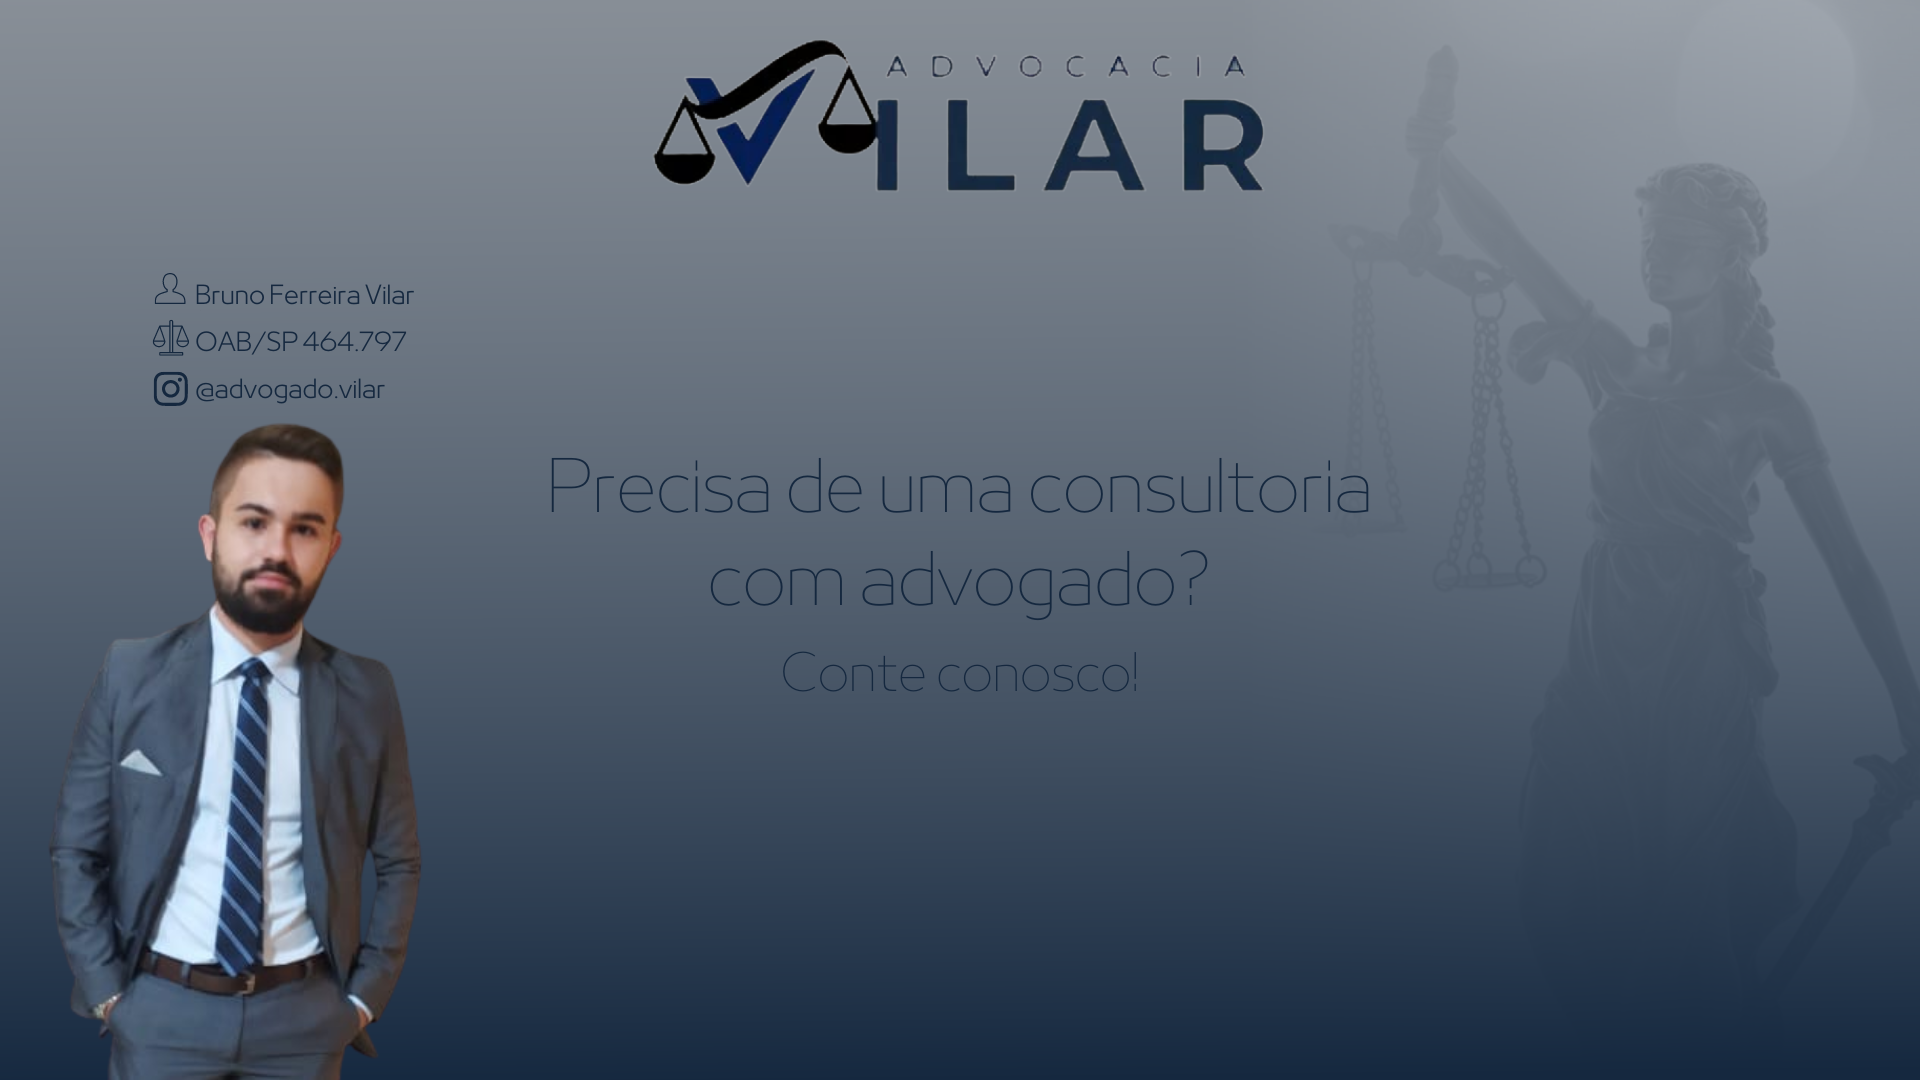 ADVOCACIA
VILAR
Bruno Ferreira Vilar
OAB/SP 464.797
@advogado.vilar
Precisa de uma consultoria
com advogado?
Conte conosco!